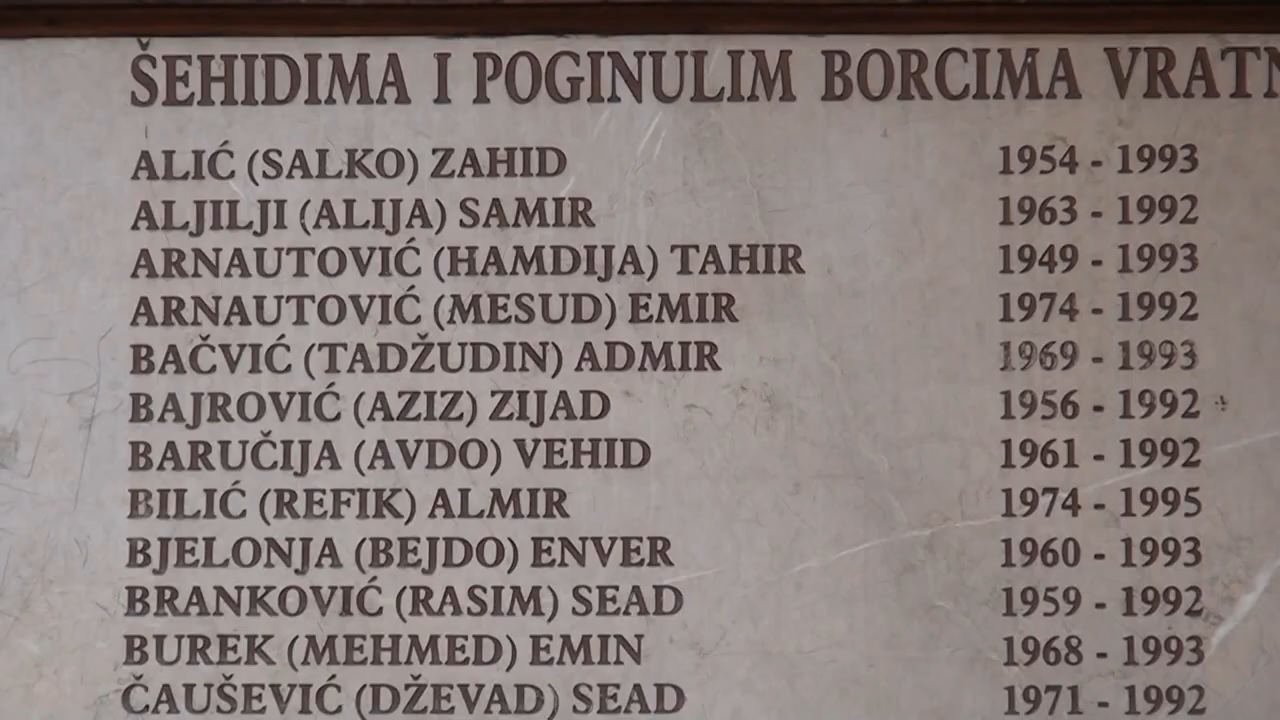 ŠEHIDIMA I POGINULIM BORCIMA
ALIĆ (SALKO) ZAHID 1954 - 1993
ALJILJI (ALIJA) SAMIR 1963 - 1992
ARNAUTOVIĆ (HAMDIJA) TAHIR 1949 - 1993
ARNAUTOVIĆ (MESUD) EMIR 1974 - 1992
BAČVIĆ (TADŽUDIN) ADMIR 1969 - 1993
BAJROVIĆ (AZIZ) ZIJAD 1956 - 1992
BARUČIJA (AVDO) VEHID 1961 - 1992
BILIĆ (REFIK) ALMIR 1974 - 1995
BJELONJA (BEJDO) ENVER 1960 - 1993
BRANKOVIĆ (RASIM) SEAD 1959 - 1992
BUREK (MEHMED) EMIN 1968 - 1993
ČAUŠEVIĆ (DŽEVAD) SEAD 1971 - 1992